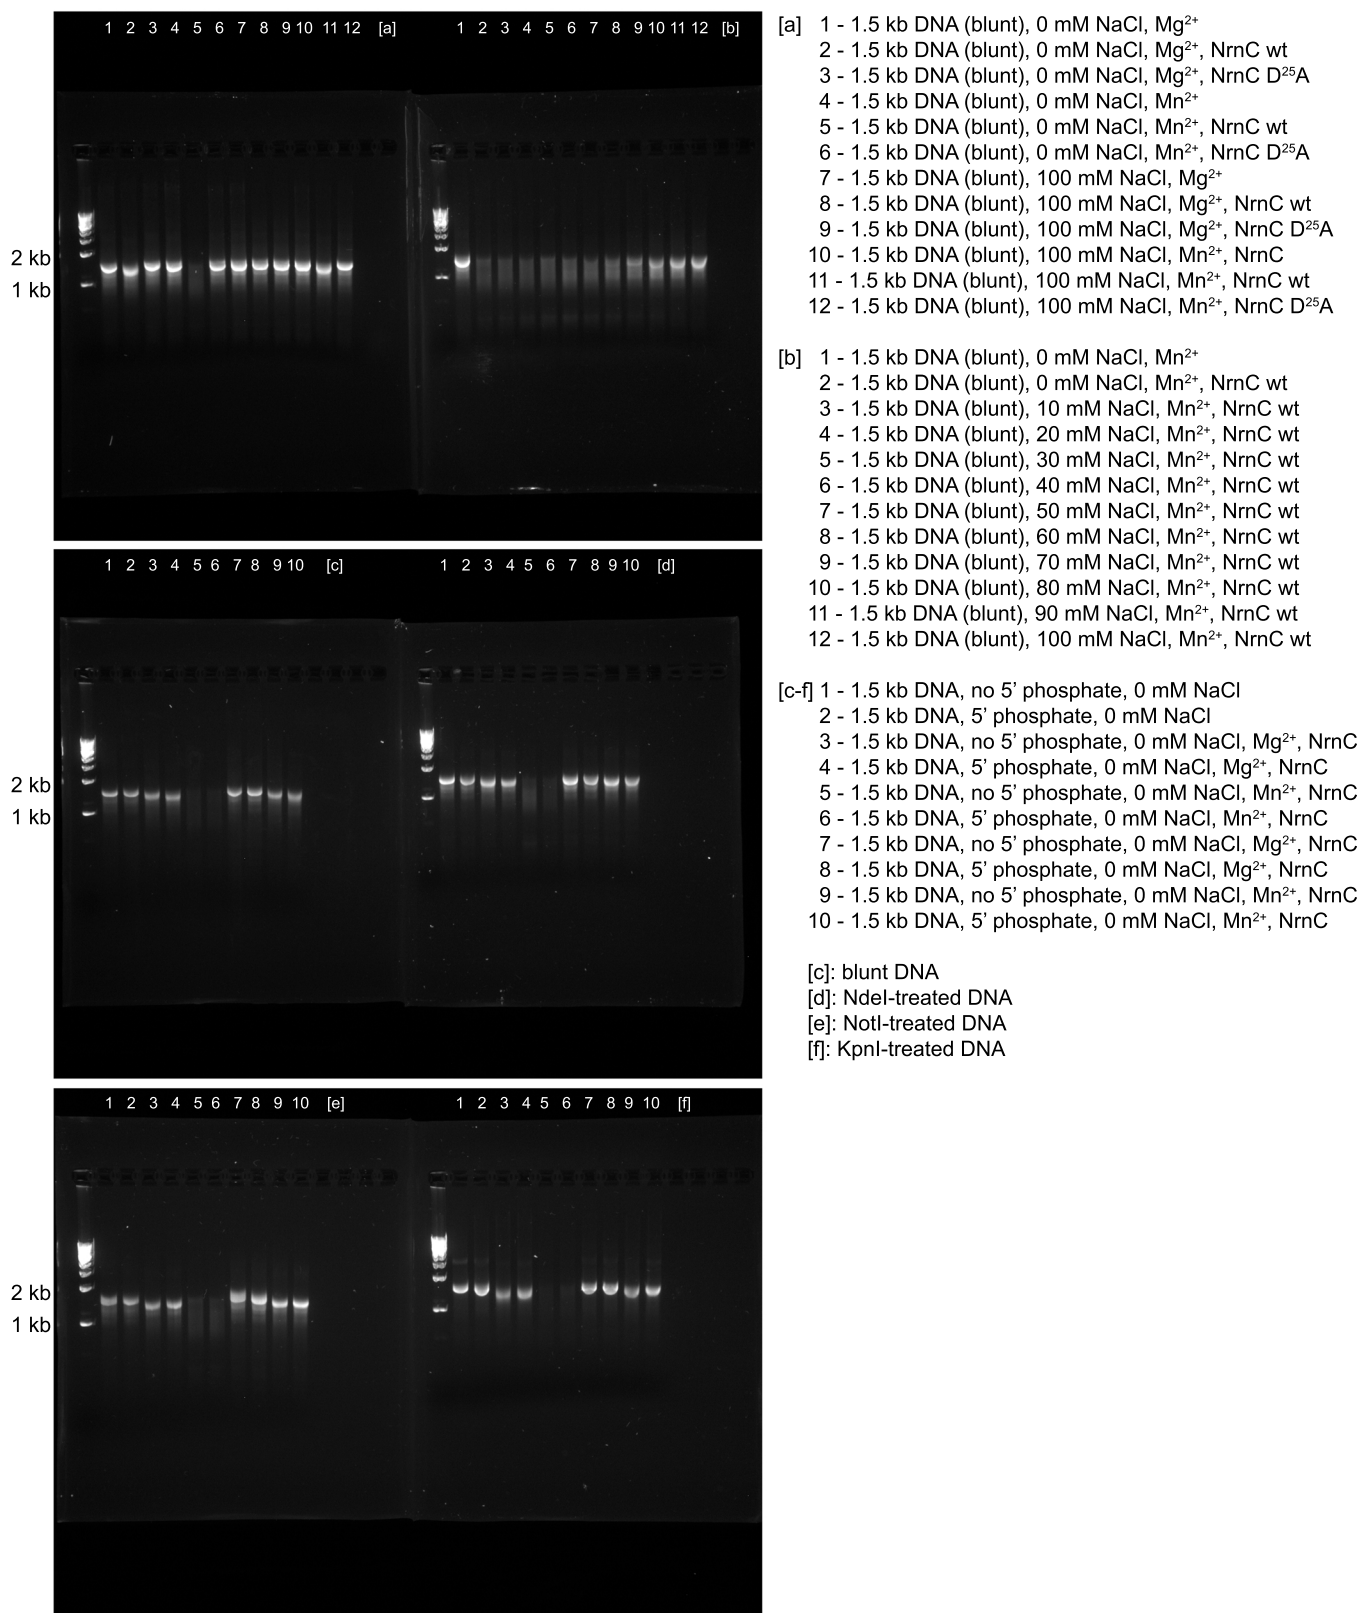 1 2 3 4 5 6 7 8 9 10 11 12 [a]
1 2 3 4 5 6 7 8 9 10 11 12 [b]
2 kb
1 kb
1 2 3 4 5 6 7 8 9 10 [c]
1 2 3 4 5 6 7 8 9 10 [d]
2 kb
1 kb
1 2 3 4 5 6 7 8 9 10 [e]
1 2 3 4 5 6 7 8 9 10 [f]
2 kb
1 kb
[a] 1 - 1.5 kb DNA (blunt), 0 mM NaCl, Mg²⁺
2 - 1.5 kb DNA (blunt), 0 mM NaCl, Mg²⁺, NrnC wt
3 - 1.5 kb DNA (blunt), 0 mM NaCl, Mg²⁺, NrnC D²⁵A
4 - 1.5 kb DNA (blunt), 0 mM NaCl, Mn²⁺
5 - 1.5 kb DNA (blunt), 0 mM NaCl, Mn²⁺, NrnC wt
6 - 1.5 kb DNA (blunt), 0 mM NaCl, Mn²⁺, NrnC D²⁵A
7 - 1.5 kb DNA (blunt), 100 mM NaCl, Mg²⁺
8 - 1.5 kb DNA (blunt), 100 mM NaCl, Mg²⁺, NrnC wt
9 - 1.5 kb DNA (blunt), 100 mM NaCl, Mg²⁺, NrnC D²⁵A
10 - 1.5 kb DNA (blunt), 100 mM NaCl, Mn²⁺, NrnC
11 - 1.5 kb DNA (blunt), 100 mM NaCl, Mn²⁺, NrnC wt
12 - 1.5 kb DNA (blunt), 100 mM NaCl, Mn²⁺, NrnC D²⁵A
[b] 1 - 1.5 kb DNA (blunt), 0 mM NaCl, Mn²⁺
2 - 1.5 kb DNA (blunt), 0 mM NaCl, Mn²⁺, NrnC wt
3 - 1.5 kb DNA (blunt), 10 mM NaCl, Mn²⁺, NrnC wt
4 - 1.5 kb DNA (blunt), 20 mM NaCl, Mn²⁺, NrnC wt
5 - 1.5 kb DNA (blunt), 30 mM NaCl, Mn²⁺, NrnC wt
6 - 1.5 kb DNA (blunt), 40 mM NaCl, Mn²⁺, NrnC wt
7 - 1.5 kb DNA (blunt), 50 mM NaCl, Mn²⁺, NrnC wt
8 - 1.5 kb DNA (blunt), 60 mM NaCl, Mn²⁺, NrnC wt
9 - 1.5 kb DNA (blunt), 70 mM NaCl, Mn²⁺, NrnC wt
10 - 1.5 kb DNA (blunt), 80 mM NaCl, Mn²⁺, NrnC wt
11 - 1.5 kb DNA (blunt), 90 mM NaCl, Mn²⁺, NrnC wt
12 - 1.5 kb DNA (blunt), 100 mM NaCl, Mn²⁺, NrnC wt
[c-f] 1 - 1.5 kb DNA, no 5’ phosphate, 0 mM NaCl
2 - 1.5 kb DNA, 5’ phosphate, 0 mM NaCl
3 - 1.5 kb DNA, no 5’ phosphate, 0 mM NaCl, Mg²⁺, NrnC
4 - 1.5 kb DNA, 5’ phosphate, 0 mM NaCl, Mg²⁺, NrnC
5 - 1.5 kb DNA, no 5’ phosphate, 0 mM NaCl, Mn²⁺, NrnC
6 - 1.5 kb DNA, 5’ phosphate, 0 mM NaCl, Mn²⁺, NrnC
7 - 1.5 kb DNA, no 5’ phosphate, 0 mM NaCl, Mg²⁺, NrnC
8 - 1.5 kb DNA, 5’ phosphate, 0 mM NaCl, Mg²⁺, NrnC
9 - 1.5 kb DNA, no 5’ phosphate, 0 mM NaCl, Mn²⁺, NrnC
10 - 1.5 kb DNA, 5’ phosphate, 0 mM NaCl, Mn²⁺, NrnC
[c]: blunt DNA
[d]: NdeI-treated DNA
[e]: NotI-treated DNA
[f]: KpnI-treated DNA